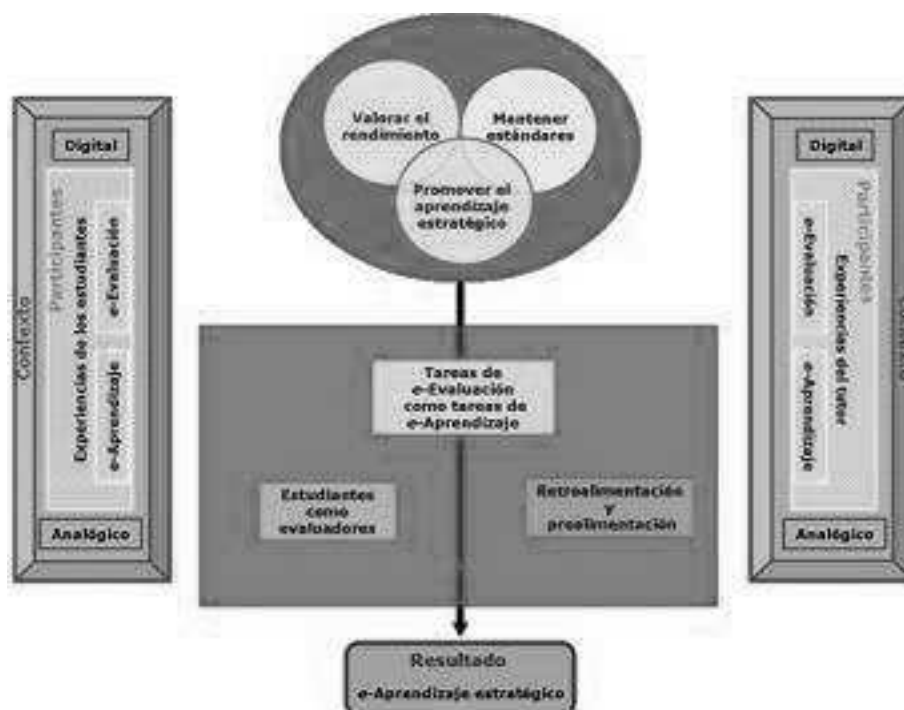 Valorar el
rendimiento
Mantener
estándares
Promover el
aprendizaje
estratégico
Contexto
Digital
Participantes
Experiencias de los estudiantes
e-Evaluación
e-Aprendizaje
Analógico
Tareas de
e-Evaluación
como tareas de
e-Aprendizaje
Estudiantes
como
evaluadores
Retroalimentación
y
proalimentación
Digital
Participantes
Experiencias del tutor
e-Evaluación
e-Aprendizaje
Analógico
Resultado
e-Aprendizaje estratégico